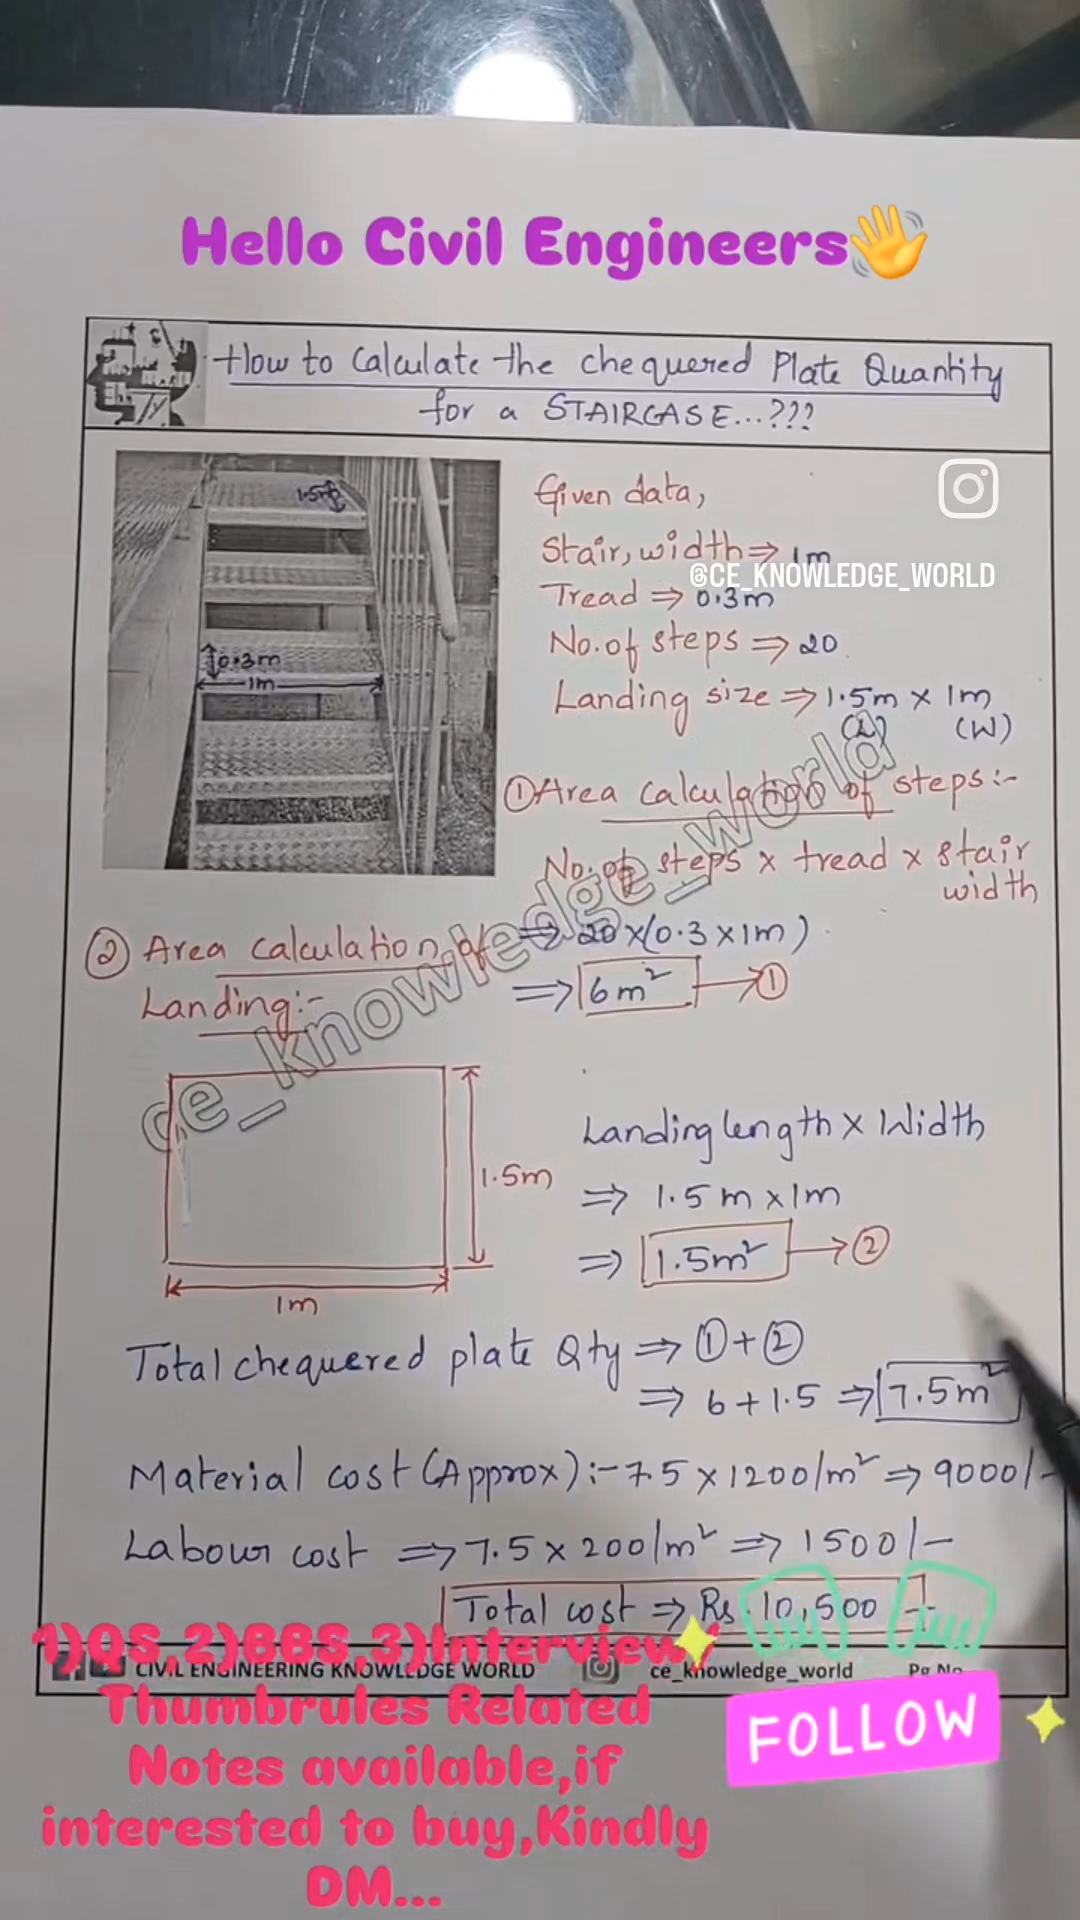 Hello Civil Engineers👋
How to Calculate the chequered Plate Quantity
for a STAIRCASE...???
1.5m
0.3m
1m
Given data,
Stair, width ⇒ 1m
@CE_KNOWLEDGE_WORLD
Tread ⇒ 0.3m
No. of steps ⇒ 20
Landing size ⇒ 1.5m x 1m
(L) (W)
① Area calculation of steps:-
No. of steps x tread x stair
width
⇒ 20 x (0.3 x 1m)
⇒ 6m² → ①
② Area calculation of
Landing:-
ce_knowledge_world
1.5m
1m
Landing length x Width
⇒ 1.5m x 1m
⇒ 1.5m² → ②
Total chequered plate Qty ⇒ ① + ②
⇒ 6 + 1.5 ⇒ 7.5m²
Material cost (Approx):- 7.5 x 1200/m² ⇒ 9000/-
Labour cost ⇒ 7.5 x 200/m² ⇒ 1500/-
Total cost ⇒ Rs. 10,500
CIVIL ENGINEERING KNOWLEDGE WORLD ce_knowledge_world Pg No
1)QS,2)BBS,3)Interview,
Thumbrules Related
Notes available,if
interested to buy,Kindly
DM...
FOLLOW